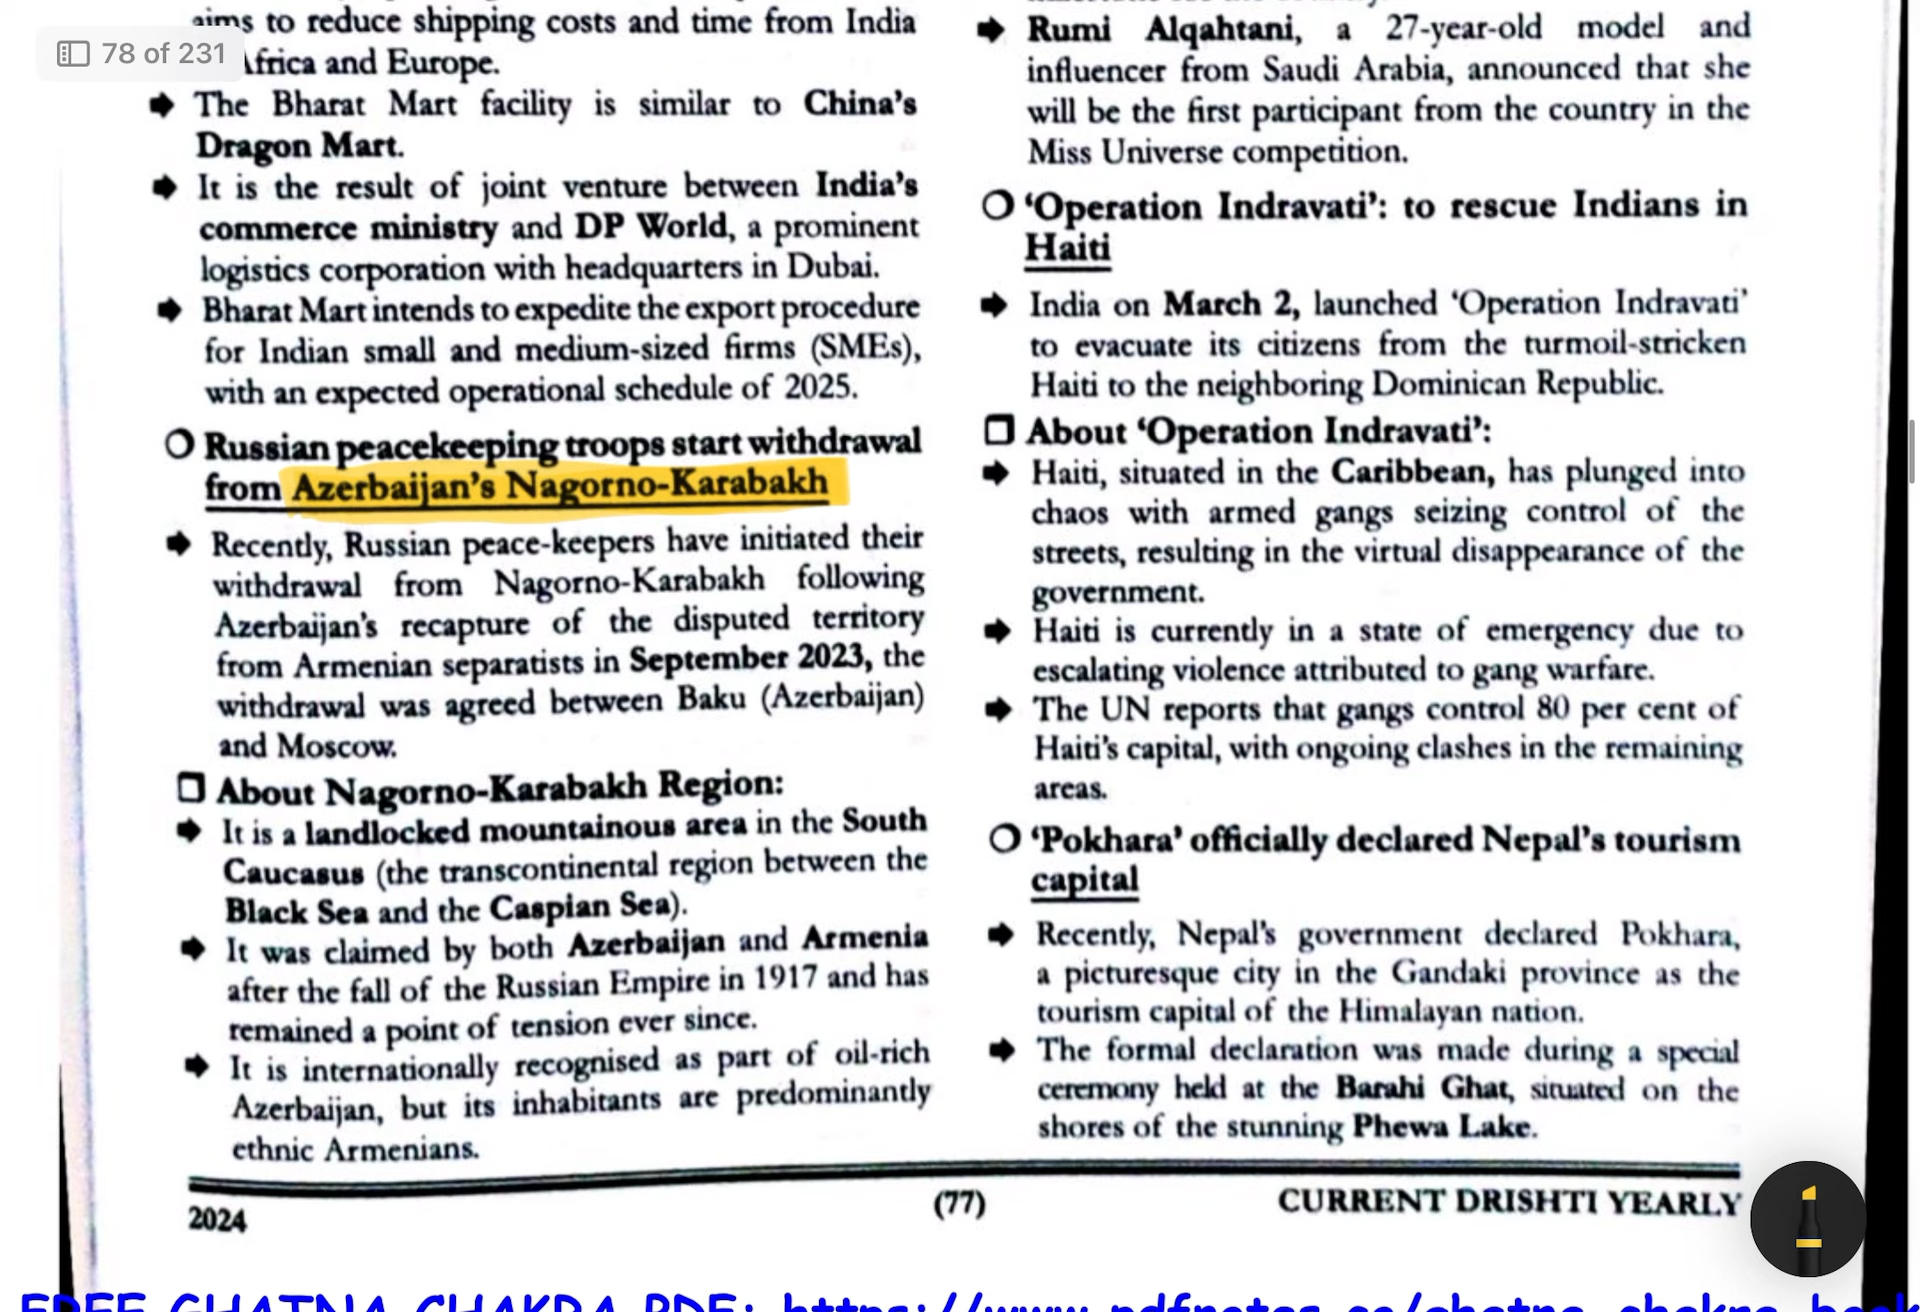 78 of 231
aims to reduce shipping costs and time from India
Africa and Europe.
➡ The Bharat Mart facility is similar to China's
Dragon Mart.
➡ It is the result of joint venture between India's
commerce ministry and DP World, a prominent
logistics corporation with headquarters in Dubai.
➡ Bharat Mart intends to expedite the export procedure
for Indian small and medium-sized firms (SMEs),
with an expected operational schedule of 2025.
Russian peacekeeping troops start withdrawal
from Azerbaijan's Nagorno-Karabakh
➡ Recently, Russian peace-keepers have initiated their
withdrawal from Nagorno-Karabakh following
Azerbaijan's recapture of the disputed territory
from Armenian separatists in September 2023, the
withdrawal was agreed between Baku (Azerbaijan)
and Moscow.
About Nagorno-Karabakh Region:
➡ It is a landlocked mountainous area in the South
Caucasus (the transcontinental region between the
Black Sea and the Caspian Sea).
➡ It was claimed by both Azerbaijan and Armenia
after the fall of the Russian Empire in 1917 and has
remained a point of tension ever since.
➡ It is internationally recognised as part of oil-rich
Azerbaijan, but its inhabitants are predominantly
ethnic Armenians.
➡ Rumi Alqahtani, a 27-year-old model and
influencer from Saudi Arabia, announced that she
will be the first participant from the country in the
Miss Universe competition.
'Operation Indravati': to rescue Indians in
Haiti
➡ India on March 2, launched 'Operation Indravati'
to evacuate its citizens from the turmoil-stricken
Haiti to the neighboring Dominican Republic.
About 'Operation Indravati':
➡ Haiti, situated in the Caribbean, has plunged into
chaos with armed gangs seizing control of the
streets, resulting in the virtual disappearance of the
government.
➡ Haiti is currently in a state of emergency due to
escalating violence attributed to gang warfare.
➡ The UN reports that gangs control 80 per cent of
Haiti's capital, with ongoing clashes in the remaining
areas.
'Pokhara' officially declared Nepal's tourism
capital
➡ Recently, Nepal's government declared Pokhara,
a picturesque city in the Gandaki province as the
tourism capital of the Himalayan nation.
➡ The formal declaration was made during a special
ceremony held at the Barahi Ghat, situated on the
shores of the stunning Phewa Lake.
2024
(77)
CURRENT DRISHTI YEARLY
FREE GHATNA CHAKRA PDF: https://www.pdfnotes.co/ghatna-chakra-book